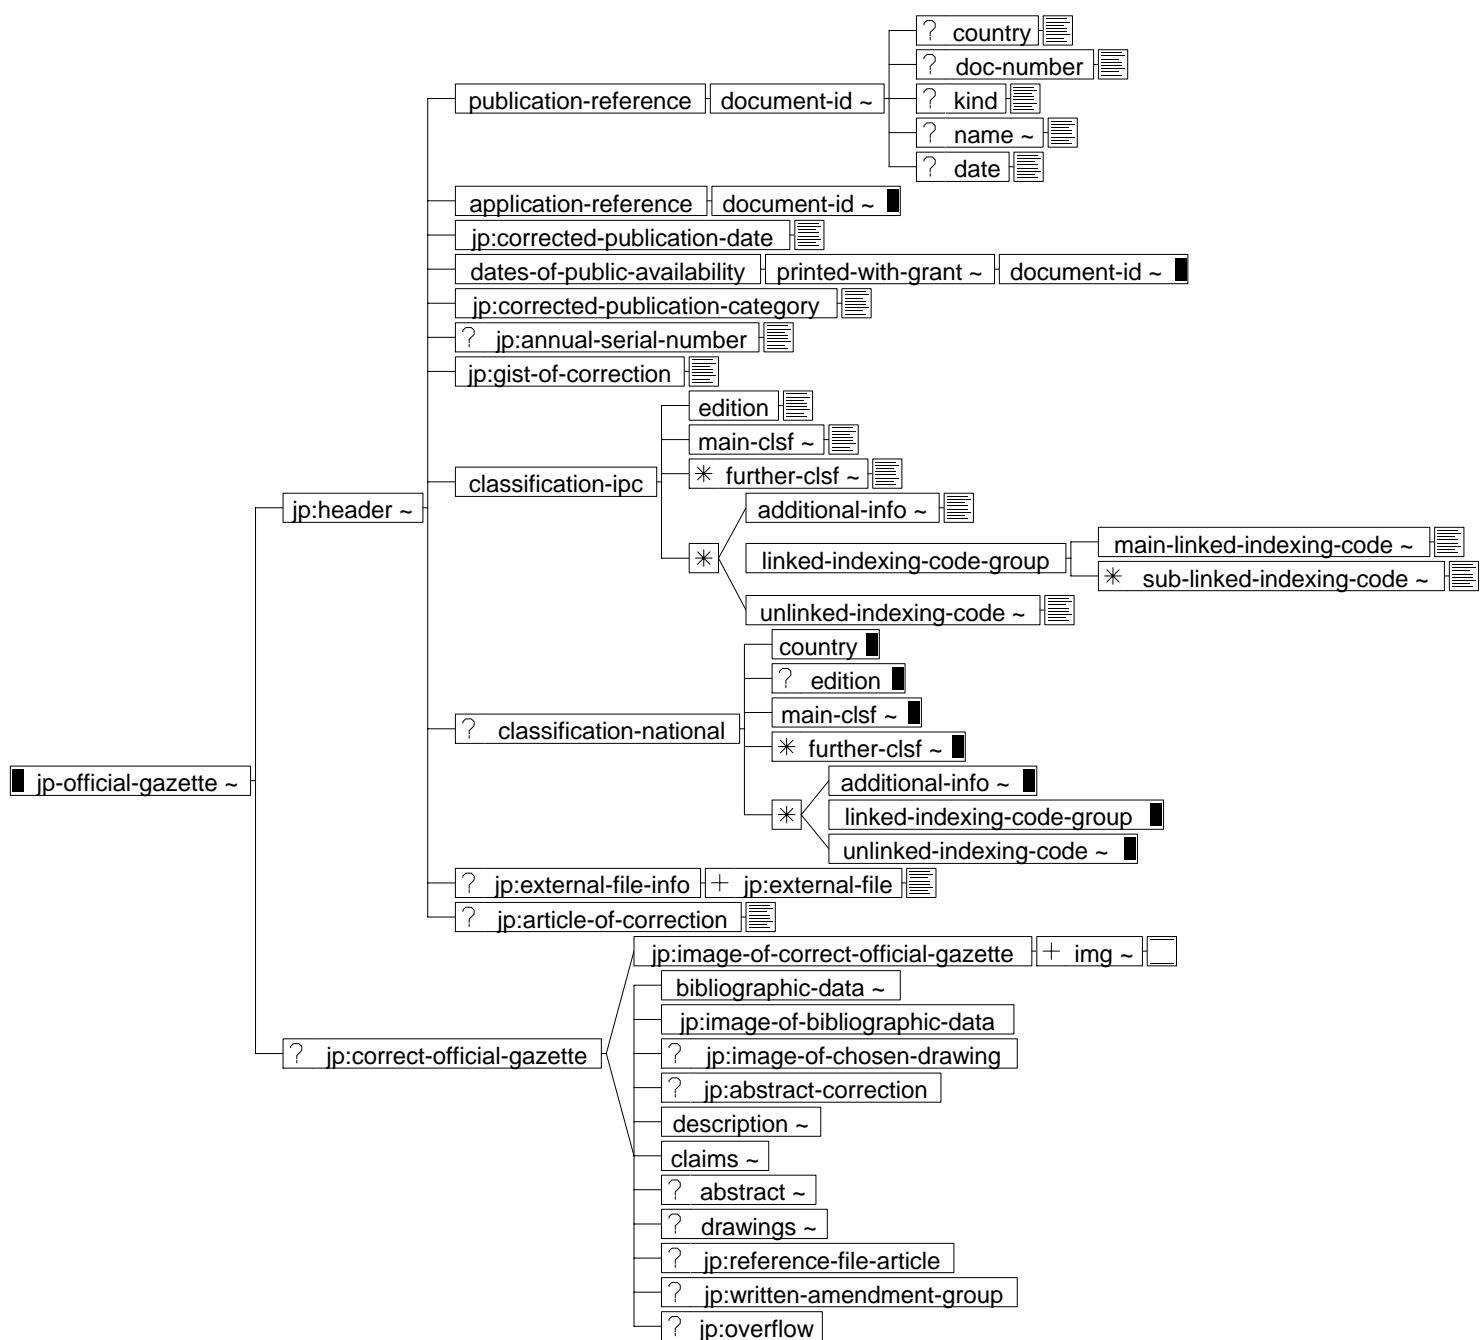 ? country
? doc-number
publication-reference document-id ~ ? kind
? name ~
? date
application-reference document-id ~
jp:corrected-publication-date
dates-of-public-availability printed-with-grant ~ document-id ~
jp:corrected-publication-category
? jp:annual-serial-number
jp:gist-of-correction
edition
main-clsf ~
* further-clsf ~
classification-ipc
jp:header ~
additional-info ~
main-linked-indexing-code ~
* linked-indexing-code-group
* sub-linked-indexing-code ~
unlinked-indexing-code ~
country
? edition
main-clsf ~
? classification-national
* further-clsf ~
jp-official-gazette ~
additional-info ~
* linked-indexing-code-group
unlinked-indexing-code ~
? jp:external-file-info + jp:external-file
? jp:article-of-correction
jp:image-of-correct-official-gazette + img ~
bibliographic-data ~
jp:image-of-bibliographic-data
? jp:correct-official-gazette
? jp:image-of-chosen-drawing
? jp:abstract-correction
description ~
claims ~
? abstract ~
? drawings ~
? jp:reference-file-article
? jp:written-amendment-group
? jp:overflow